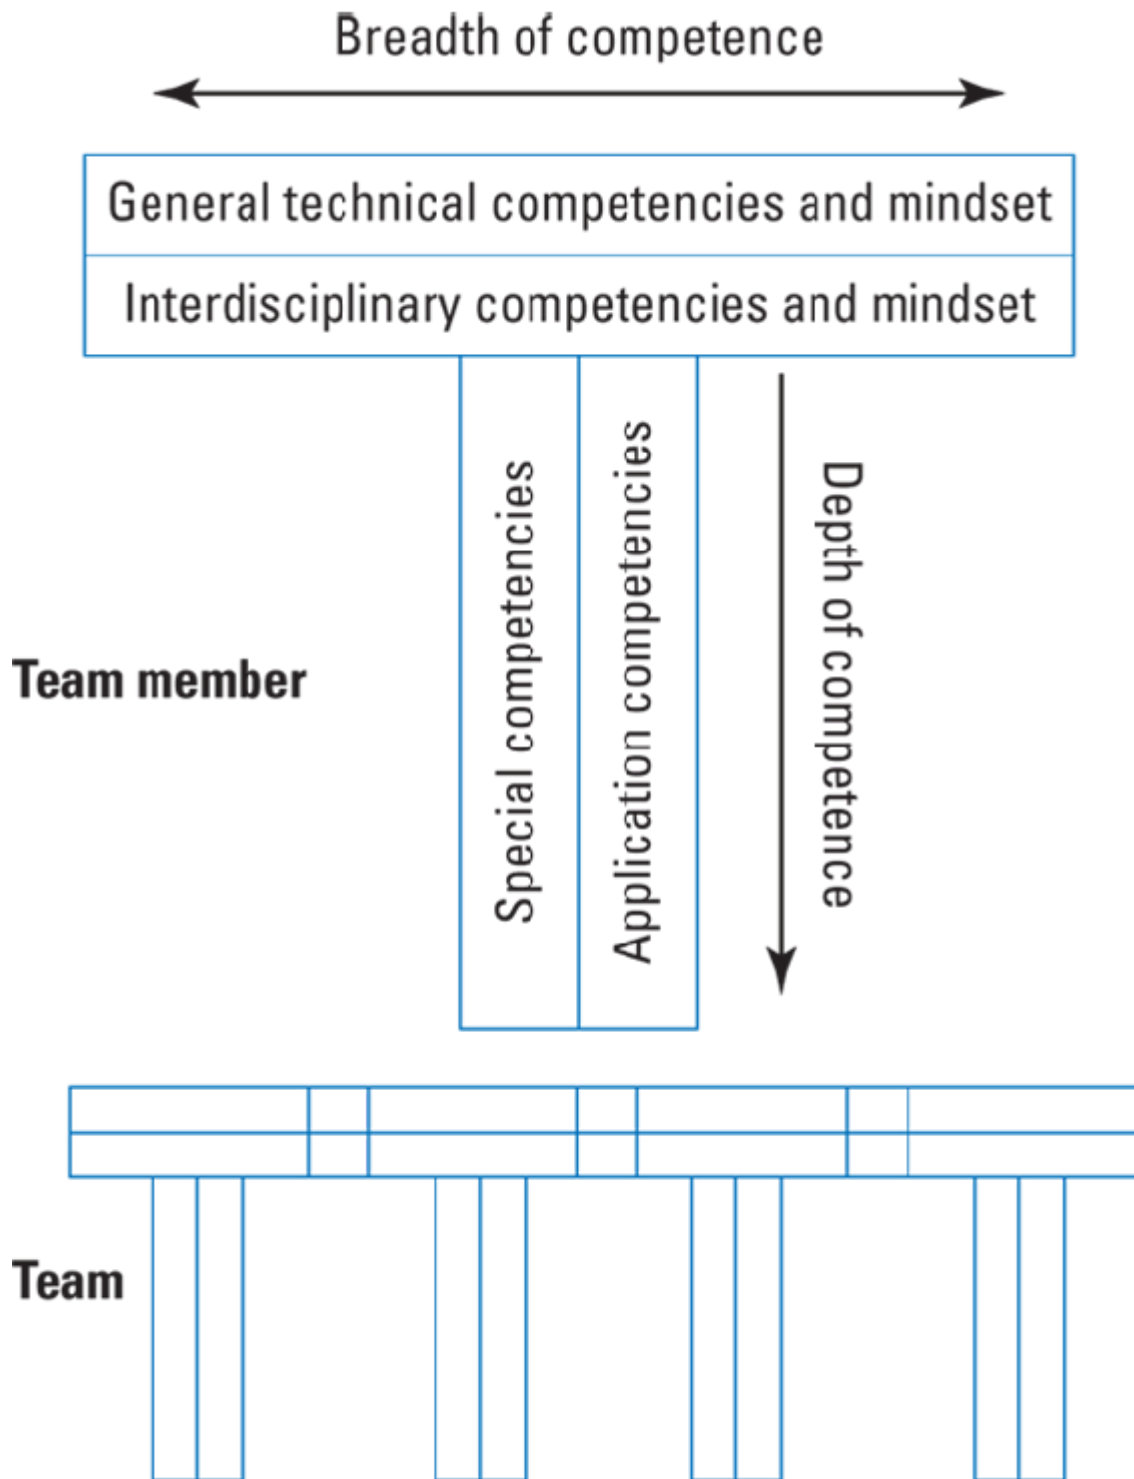 Breadth of competence
General technical competencies and mindset
Interdisciplinary competencies and mindset
Special competencies
Application competencies
Depth of competence
Team member
Team